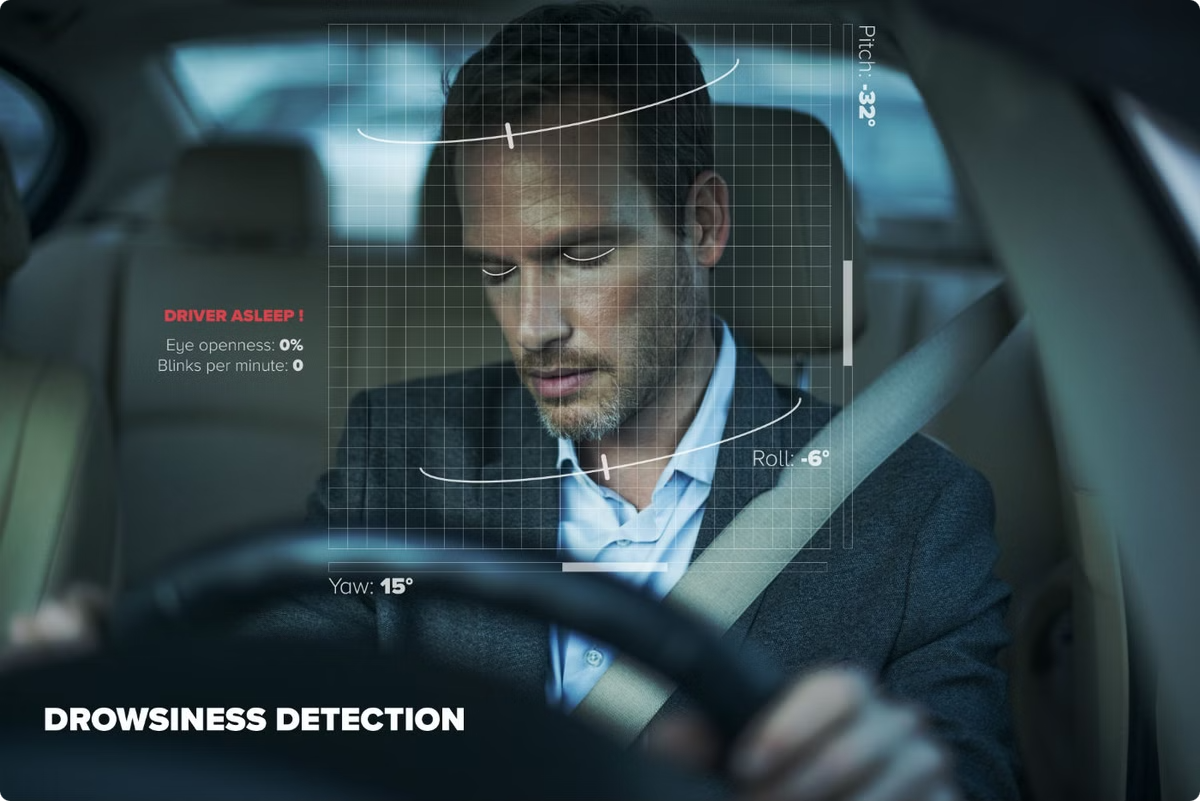 Pitch: -32°
DRIVER ASLEEP !
Eye openness: 0%
Blinks per minute: 0
Roll: -6°
Yaw: 15°
DROWSINESS DETECTION